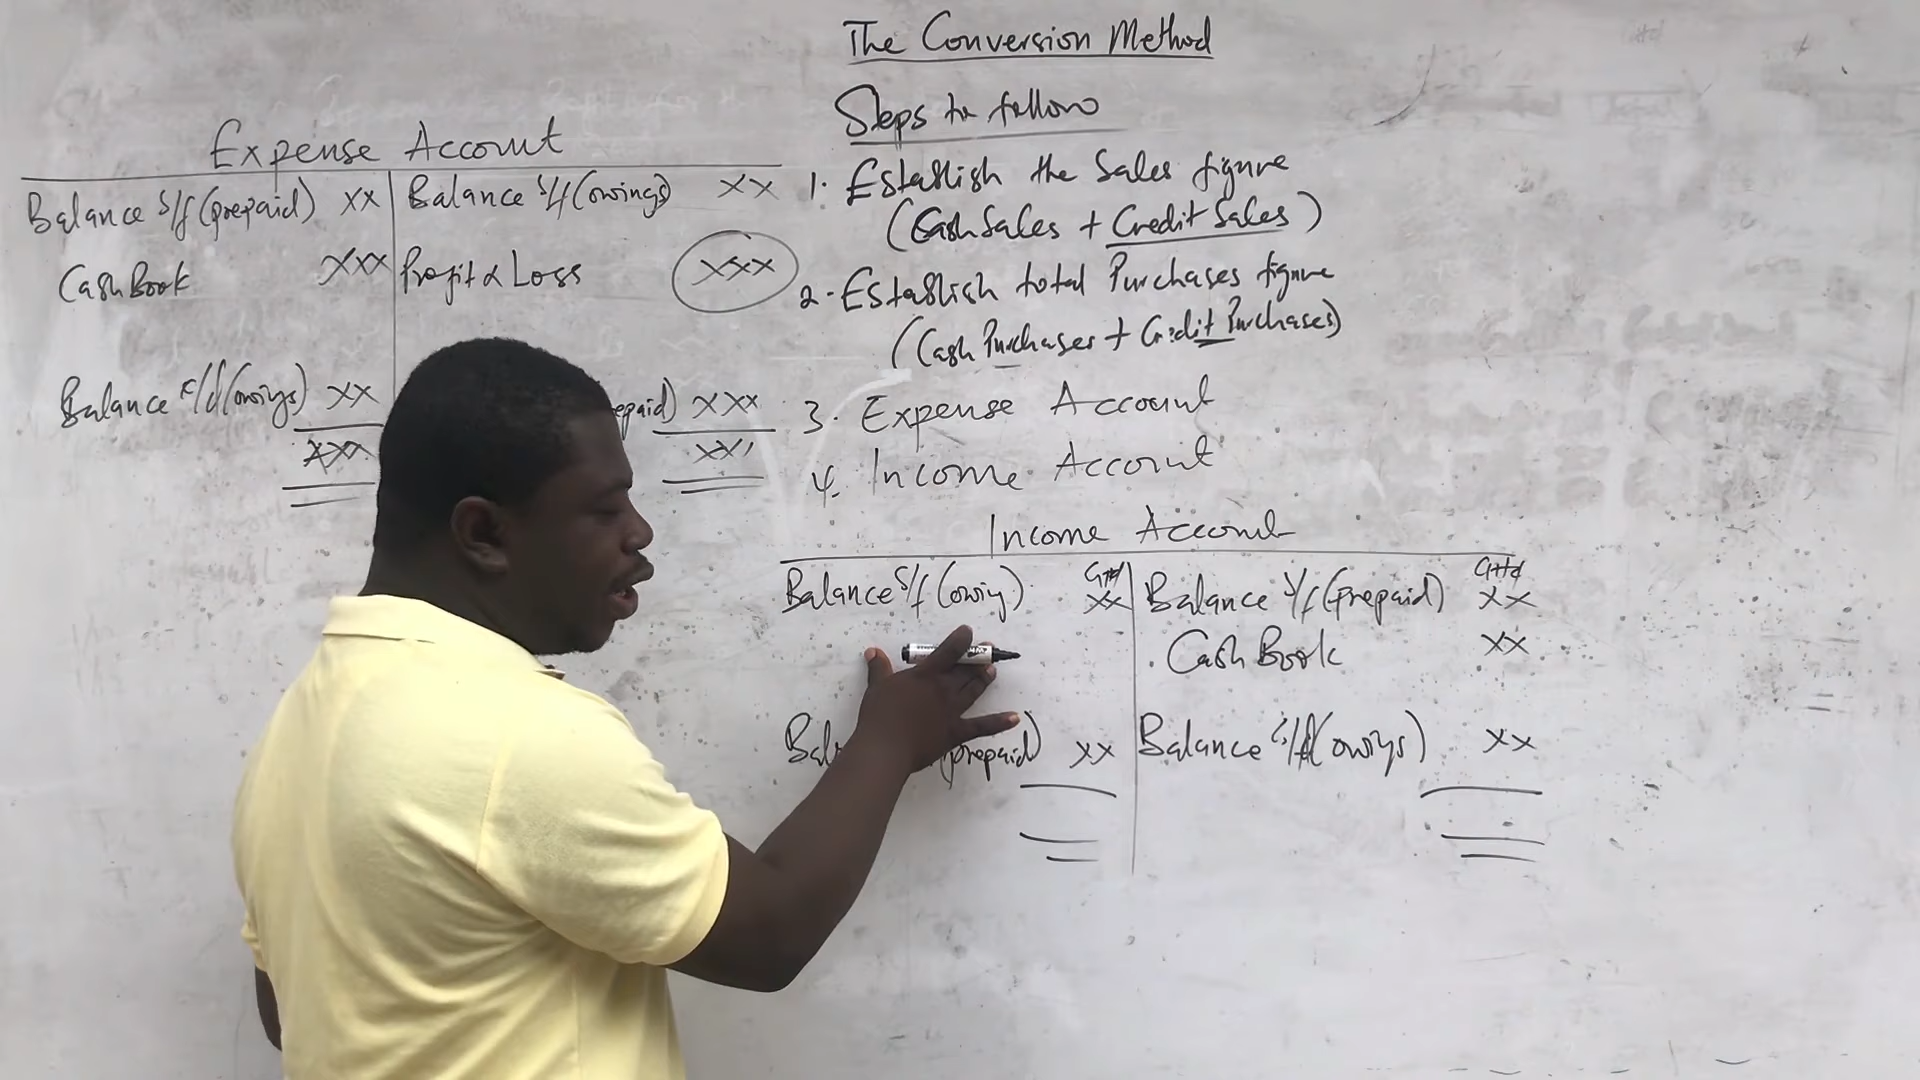 The Conversion Method
Steps to follow
1. Establish the Sales figure
(Cash Sales + Credit Sales)
2. Establish total Purchases figure
(Cash Purchases + Credit Purchases)
3. Expense Account
4. Income Account
Expense Account
Balance b/f (prepaid) xx Balance b/f (owings) xx
Cash Book xxx Profit & Loss xxx
Balance c/d (owings) xx epaid) xxx
xxx xx
Income Account
GH¢ GH¢
Balance b/f (owing) xx Balance b/f (prepaid) xx
Cash Book xx
Bal prepaid) xx Balance c/d (owings) xx